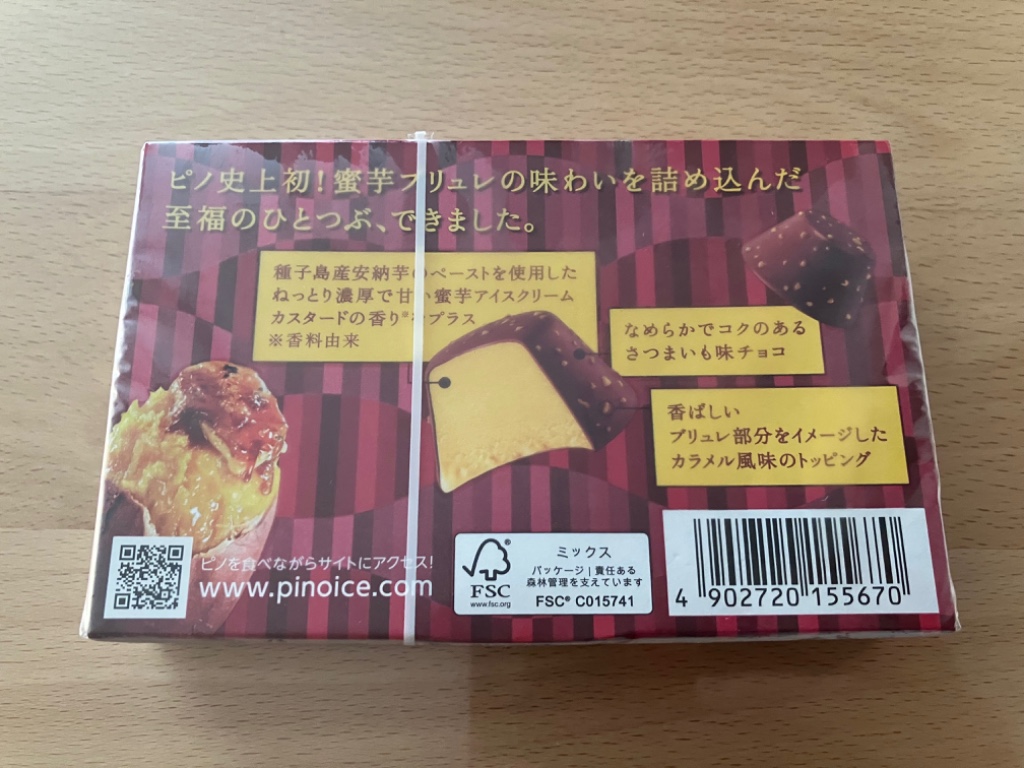 ピノ史上初！蜜芋ブリュレの味わいを詰め込んだ
至福のひとつぶ、できました。
種子島産安納芋のペーストを使用した
ねっとり濃厚で甘い蜜芋アイスクリーム
カスタードの香り※をプラス
※香料由来
なめらかでコクのある
さつまいも味チョコ
香ばしい
ブリュレ部分をイメージした
カラメル風味のトッピング
ピノを食べながらサイトにアクセス！
www.pinoice.com
FSC®
www.fsc.org
ミックス
パッケージ｜責任ある
森林管理を支えています
FSC® C015741
4 902720 155670